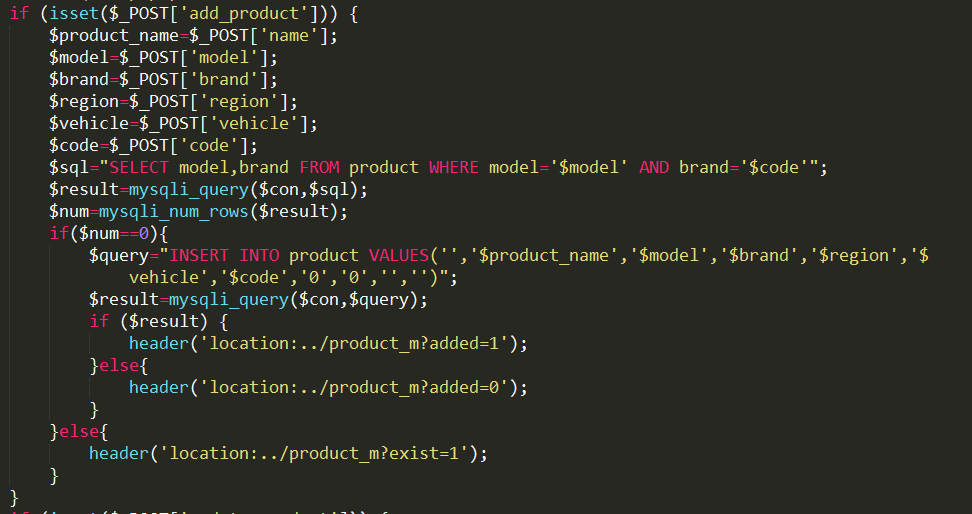 if (isset($_POST['add_product'])) {
$product_name=$_POST['name'];
$model=$_POST['model'];
$brand=$_POST['brand'];
$region=$_POST['region'];
$vehicle=$_POST['vehicle'];
$code=$_POST['code'];
$sql="SELECT model,brand FROM product WHERE model='$model' AND brand='$code'";
$result=mysqli_query($con,$sql);
$num=mysqli_num_rows($result);
if($num==0){
$query="INSERT INTO product VALUES('','$product_name','$model','$brand','$region','$
vehicle','$code','0','0','','')";
$result=mysqli_query($con,$query);
if ($result) {
header('location:../product_m?added=1');
}else{
header('location:../product_m?added=0');
}
}else{
header('location:../product_m?exist=1');
}
}